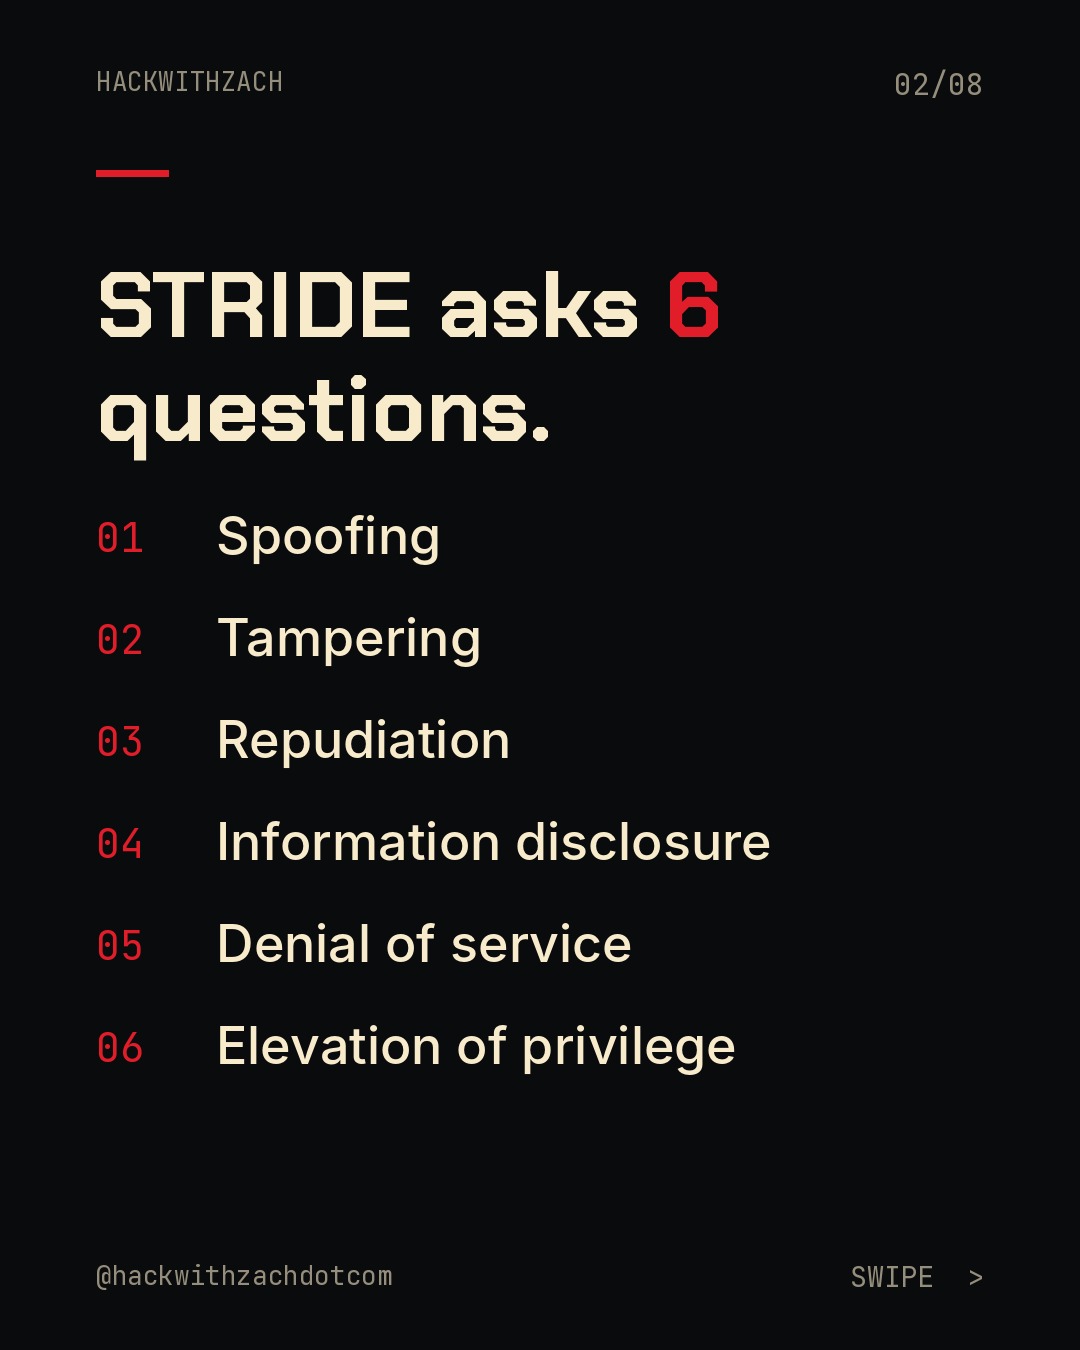 HACKWITHZACH
02/08
STRIDE asks 6
questions.
01 Spoofing
02 Tampering
03 Repudiation
04 Information disclosure
05 Denial of service
06 Elevation of privilege
@hackwithzachdotcom
SWIPE >